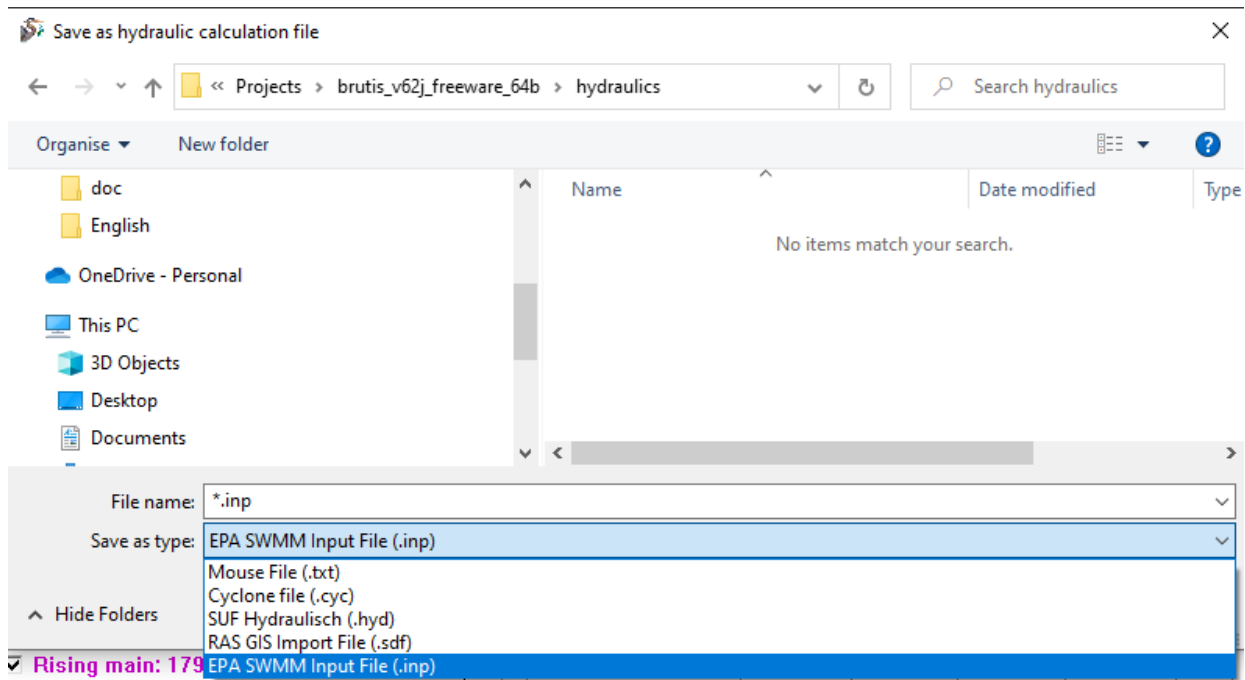 Save as hydraulic calculation file
« Projects › brutis_v62j_freeware_64b › hydraulics
Search hydraulics
Organise
New folder
doc
English
OneDrive - Personal
This PC
3D Objects
Desktop
Documents
Name
Date modified
Type
No items match your search.
File name:
*.inp
Save as type:
EPA SWMM Input File (.inp)
Mouse File (.txt)
Cyclone file (.cyc)
SUF Hydraulisch (.hyd)
RAS GIS Import File (.sdf)
EPA SWMM Input File (.inp)
Hide Folders
Rising main: 179